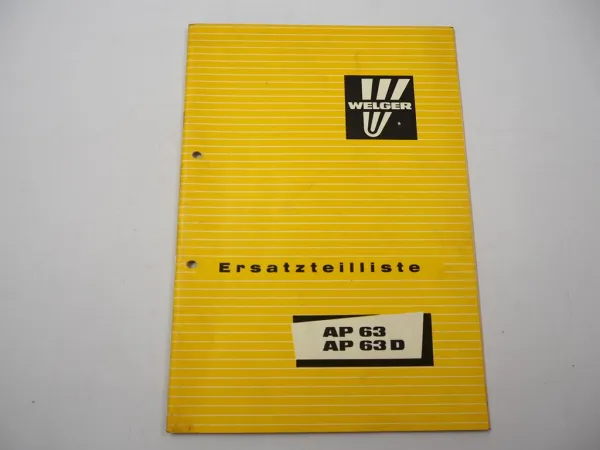 WELGER
Ersatzteilliste
AP 63
AP 63 D